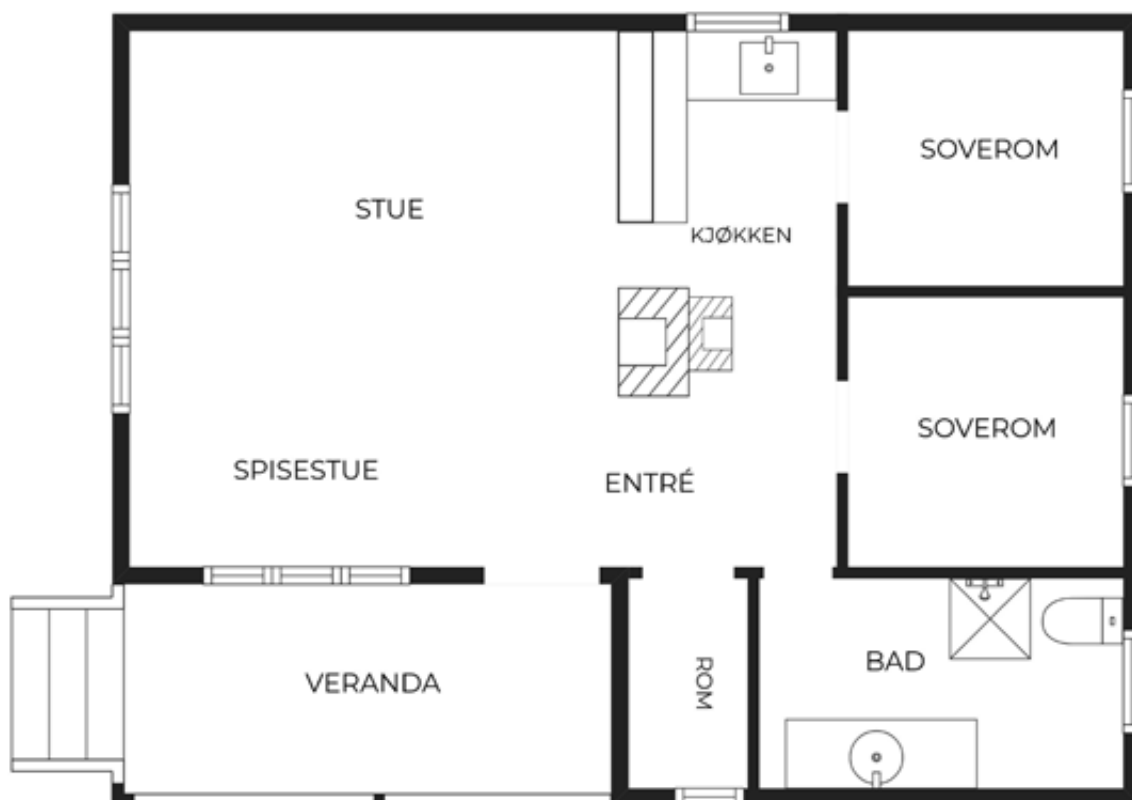 SOVEROM
STUE
KJØKKEN
SOVEROM
SPISESTUE
ENTRÉ
BAD
VERANDA
ROM